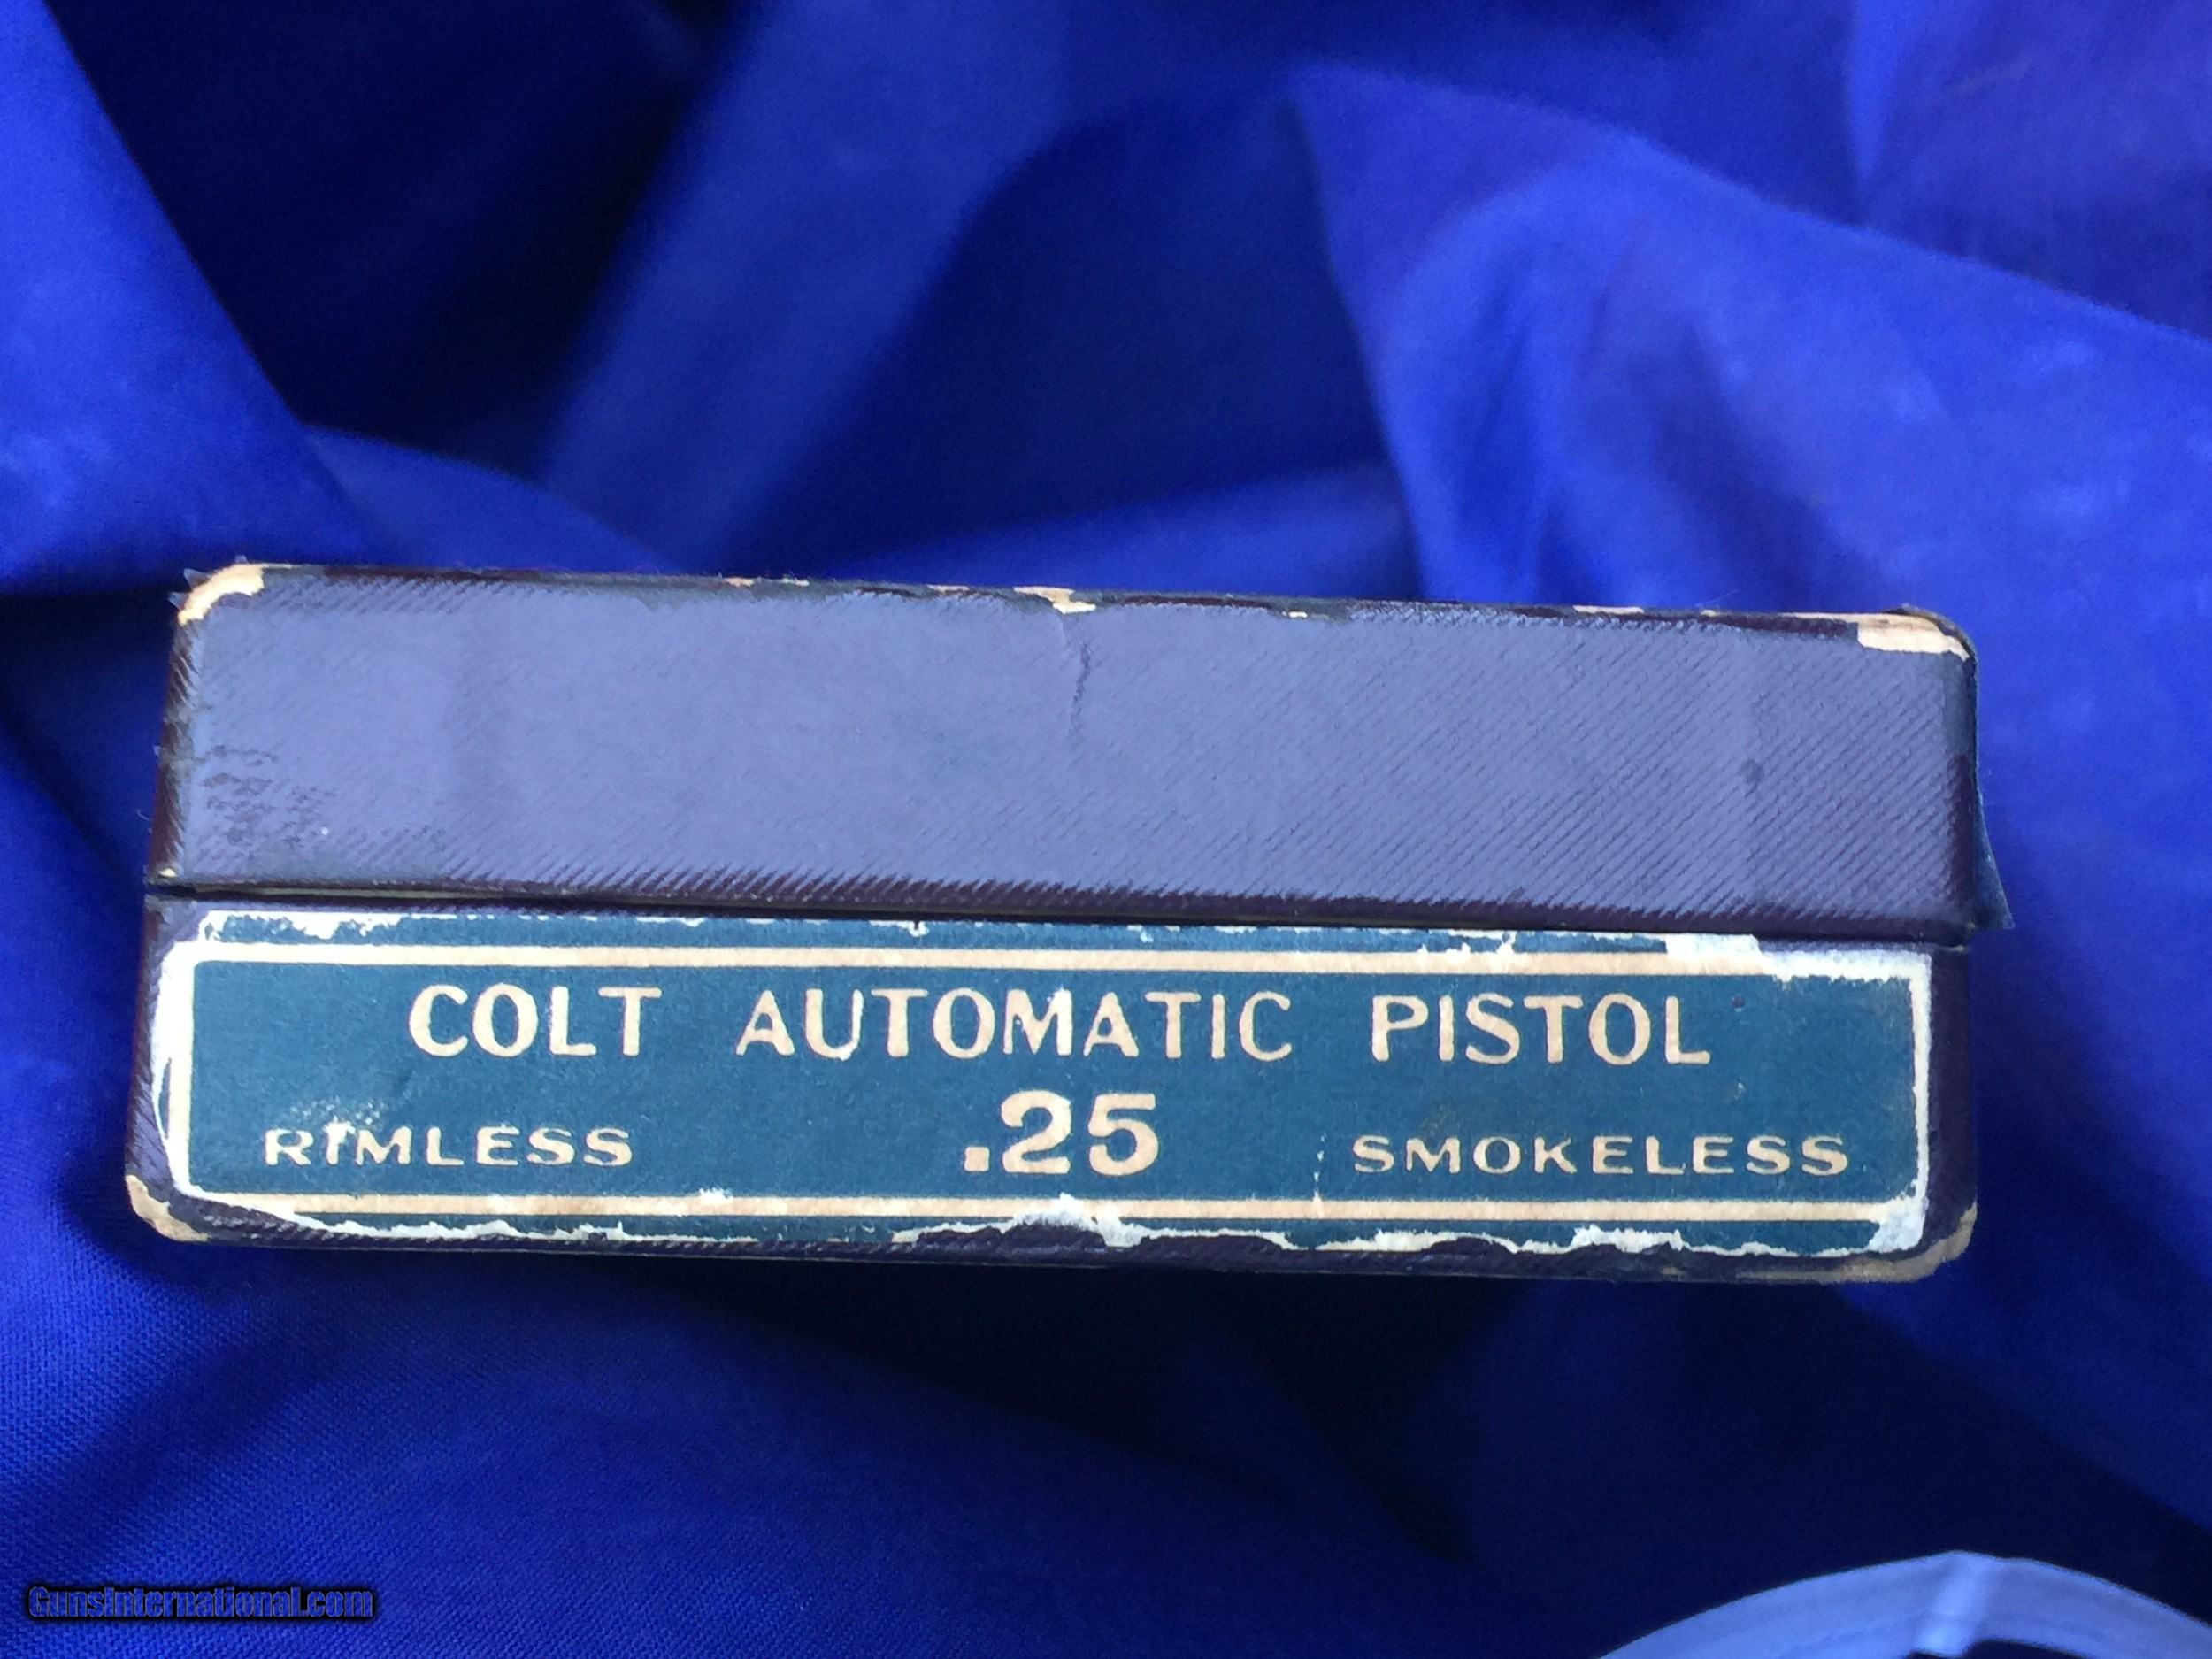 COLT AUTOMATIC PISTOL
RIMLESS .25 SMOKELESS
GunsInternational.com